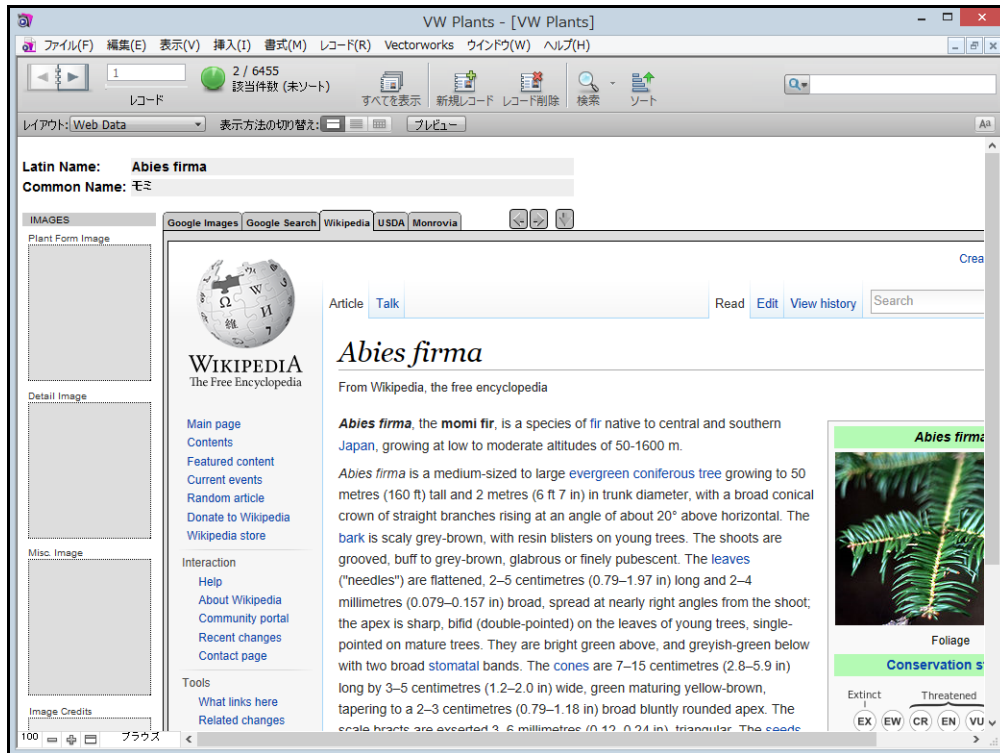 VW Plants - [VW Plants]
ファイル(F) 編集(E) 表示(V) 挿入(I) 書式(M) レコード(R) Vectorworks ウインドウ(W) ヘルプ(H)
1
レコード
2 / 6455
該当件数 (未ソート)
すべてを表示 新規レコード レコード削除 検索 ソート
レイアウト: Web Data 表示方法の切り替え: プレビュー Aa
Latin Name: Abies firma
Common Name: モミ
IMAGES
Plant Form Image
Detail Image
Misc. Image
Image Credits
Google Images Google Search Wikipedia USDA Monrovia
WIKIPEDIA
The Free Encyclopedia
Main page
Contents
Featured content
Current events
Random article
Donate to Wikipedia
Wikipedia store
Interaction
Help
About Wikipedia
Community portal
Recent changes
Contact page
Tools
What links here
Related changes
Crea
Article Talk Read Edit View history Search
Abies firma
From Wikipedia, the free encyclopedia
Abies firma, the momi fir, is a species of fir native to central and southern
Japan, growing at low to moderate altitudes of 50-1600 m.
Abies firma is a medium-sized to large evergreen coniferous tree growing to 50
metres (160 ft) tall and 2 metres (6 ft 7 in) in trunk diameter, with a broad conical
crown of straight branches rising at an angle of about 20° above horizontal. The
bark is scaly grey-brown, with resin blisters on young trees. The shoots are
grooved, buff to grey-brown, glabrous or finely pubescent. The leaves
("needles") are flattened, 2–5 centimetres (0.79–1.97 in) long and 2–4
millimetres (0.079–0.157 in) broad, spread at nearly right angles from the shoot;
the apex is sharp, bifid (double-pointed) on the leaves of young trees, single-
pointed on mature trees. They are bright green above, and greyish-green below
with two broad stomatal bands. The cones are 7–15 centimetres (2.8–5.9 in)
long by 3–5 centimetres (1.2–2.0 in) wide, green maturing yellow-brown,
tapering to a 2–3 centimetres (0.79–1.18 in) broad bluntly rounded apex. The
scale bracts are exserted 3–6 millimetres (0.12–0.24 in), triangular. The seeds
Abies firma
Foliage
Conservation s
Extinct Threatened
EX EW CR EN VU
100 ブラウズ